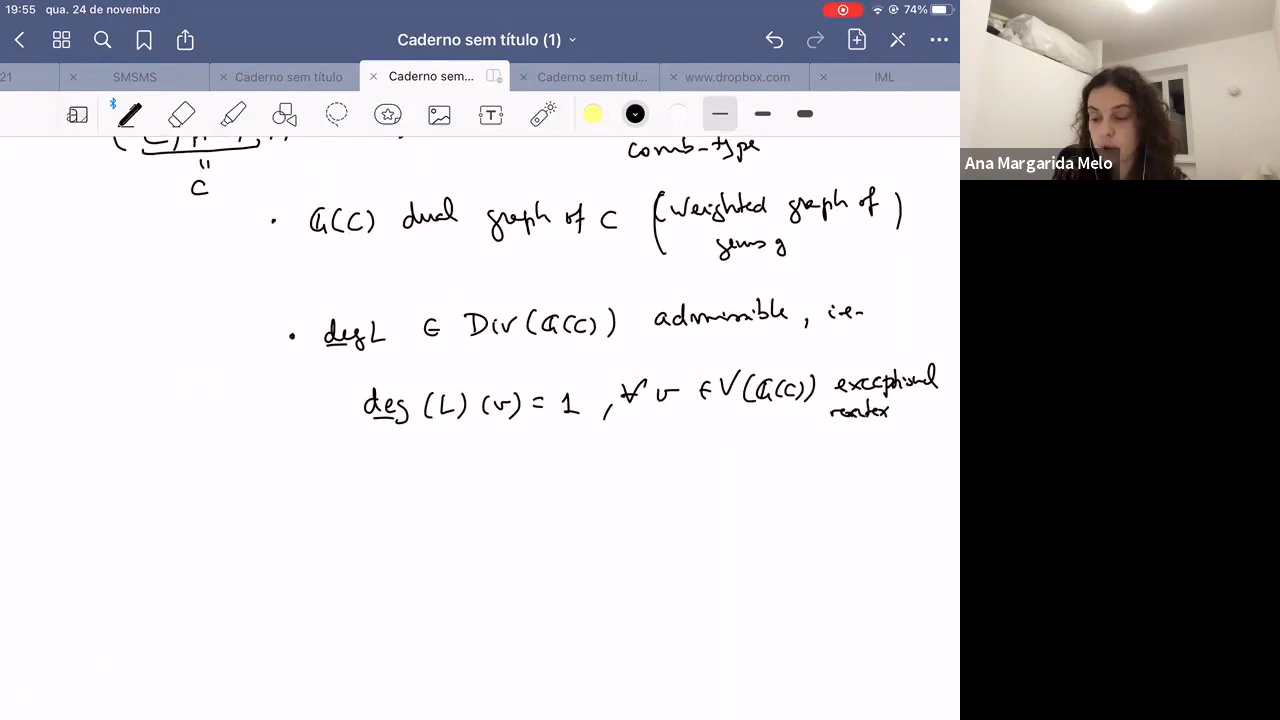 19:55 qua. 24 de novembro 74%
Caderno sem título (1)
21 SMSMS Caderno sem título Caderno sem... Caderno sem títul... www.dropbox.com IML
Ana Margarida Melo
comb-type
"
C
• G(C) dual graph of C (weighted graph of
genus g)
• deg L ∈ Div(G(C)) admissible, i.e.
deg (L) (v) = 1, ∀ v ∈ V(G(C)) exceptional
vertex